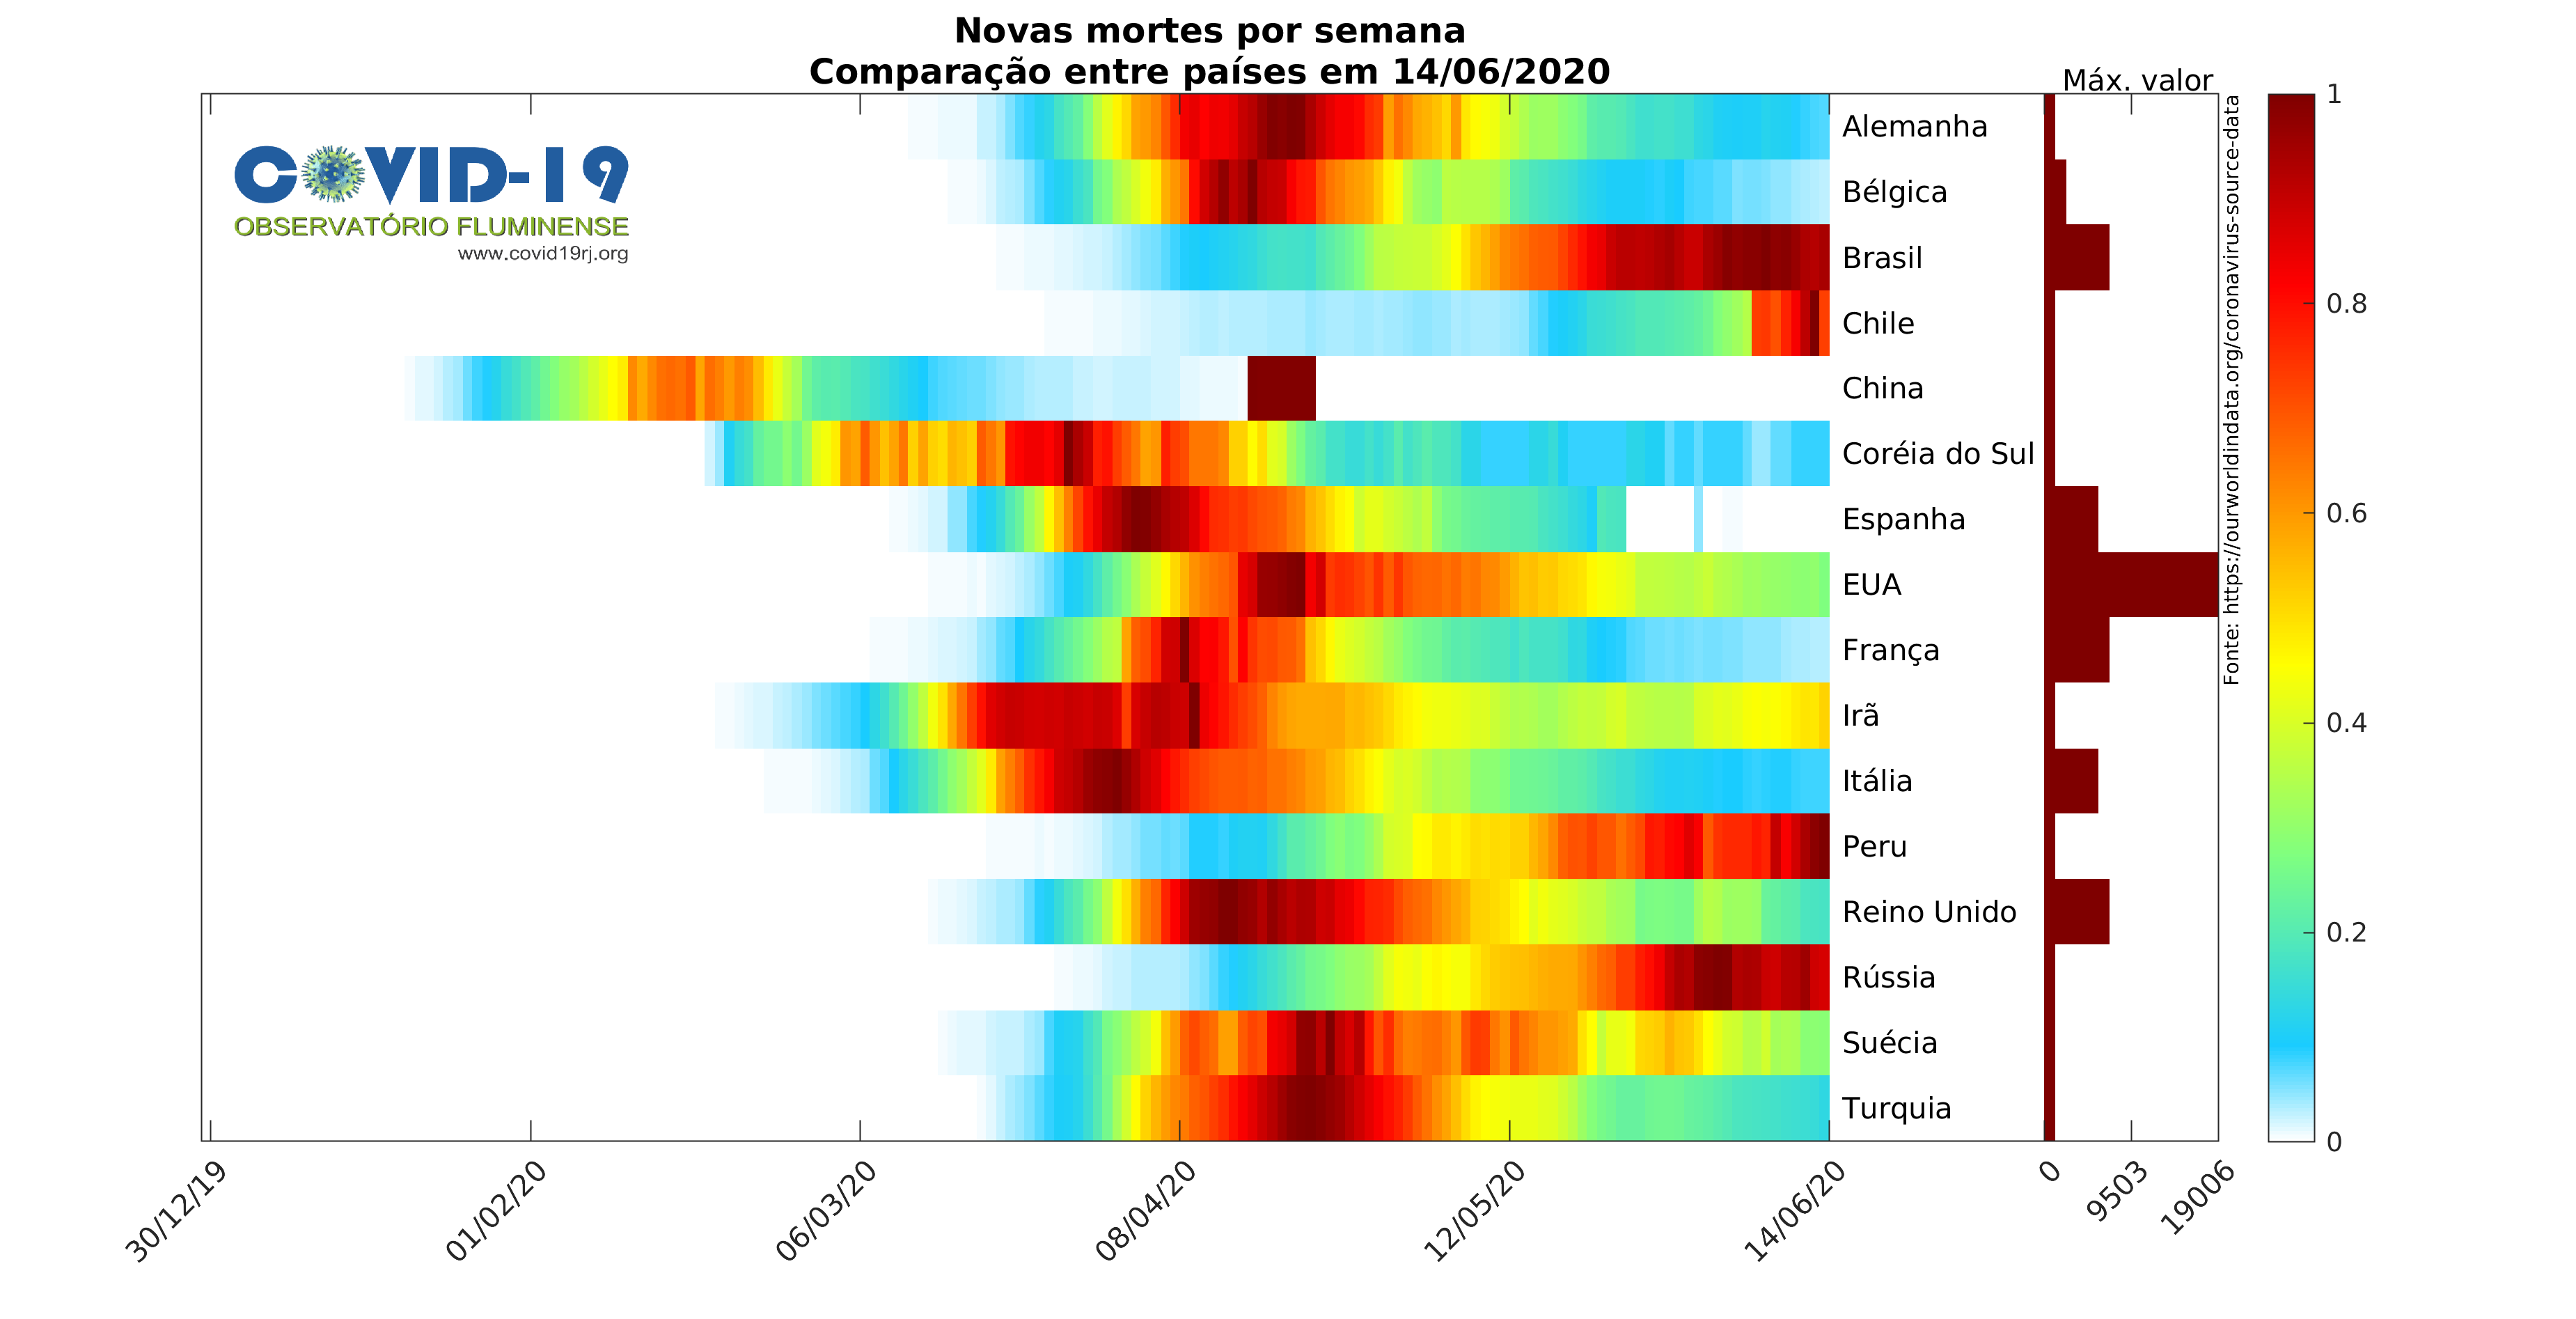 Novas mortes por semana
Comparação entre países em 14/06/2020
Máx. valor
COVID-19
OBSERVATÓRIO FLUMINENSE
www.covid19rj.org
Alemanha
Bélgica
Brasil
Chile
China
Coréia do Sul
Espanha
EUA
França
Irã
Itália
Peru
Reino Unido
Rússia
Suécia
Turquia
Fonte: https://ourworldindata.org/coronavirus-source-data
1
0.8
0.6
0.4
0.2
0
30/12/19
01/02/20
06/03/20
08/04/20
12/05/20
14/06/20
0
9503
19006